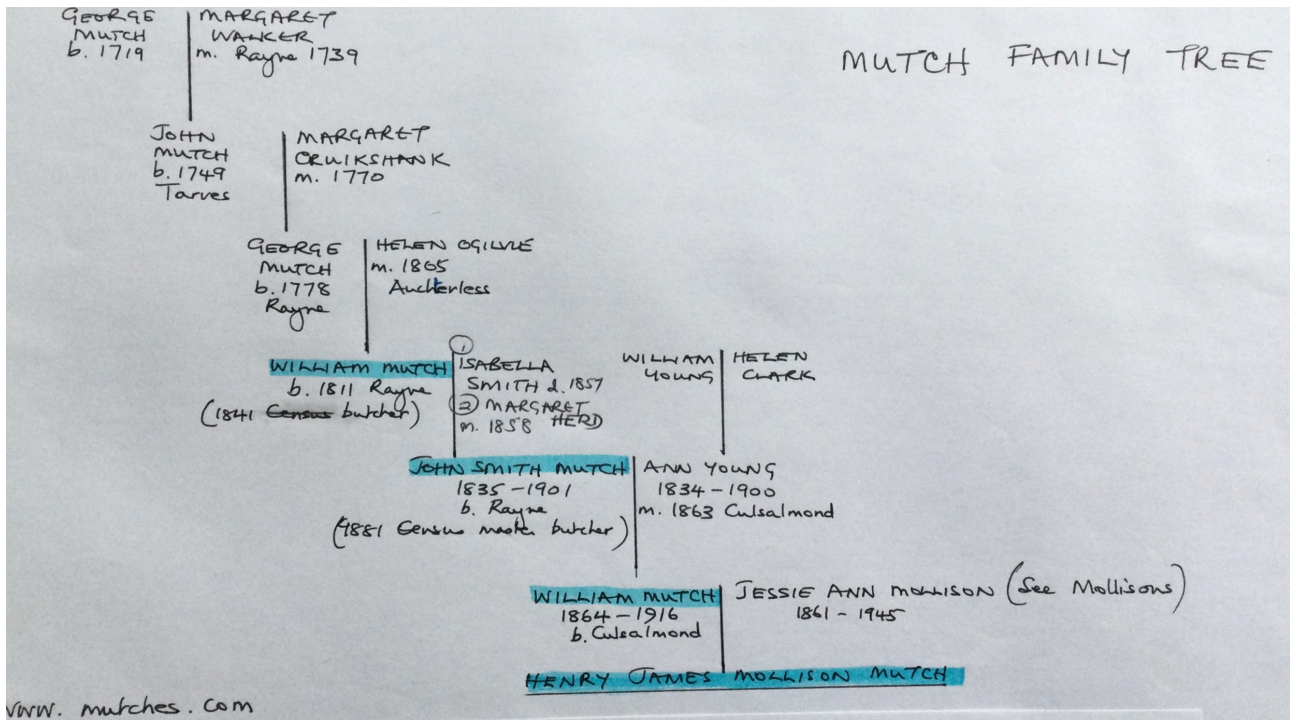 MUTCH FAMILY TREE
GEORGE
MUTCH
b. 1719
MARGARET
WALKER
m. Rayne 1739
JOHN
MUTCH
b. 1749
Tarves
MARGARET
CRUIKSHANK
m. 1770
GEORGE
MUTCH
b. 1778
Rayne
HELEN OGILVIE
m. 1805
Auchterless
WILLIAM MUTCH
b. 1811 Rayne
(1841 Census butcher)
1
ISABELLA
SMITH d. 1857
2 MARGARET
HERD
m. 1858
WILLIAM
YOUNG
HELEN
CLARK
JOHN SMITH MUTCH
1835 - 1901
b. Rayne
(1881 Census master butcher)
ANN YOUNG
1834 - 1900
m. 1863 Culsalmond
WILLIAM MUTCH
1864 - 1916
b. Culsalmond
JESSIE ANN MOLLISON (See Mollisons)
1861 - 1945
HENRY JAMES MOLLISON MUTCH
www.mutches.com